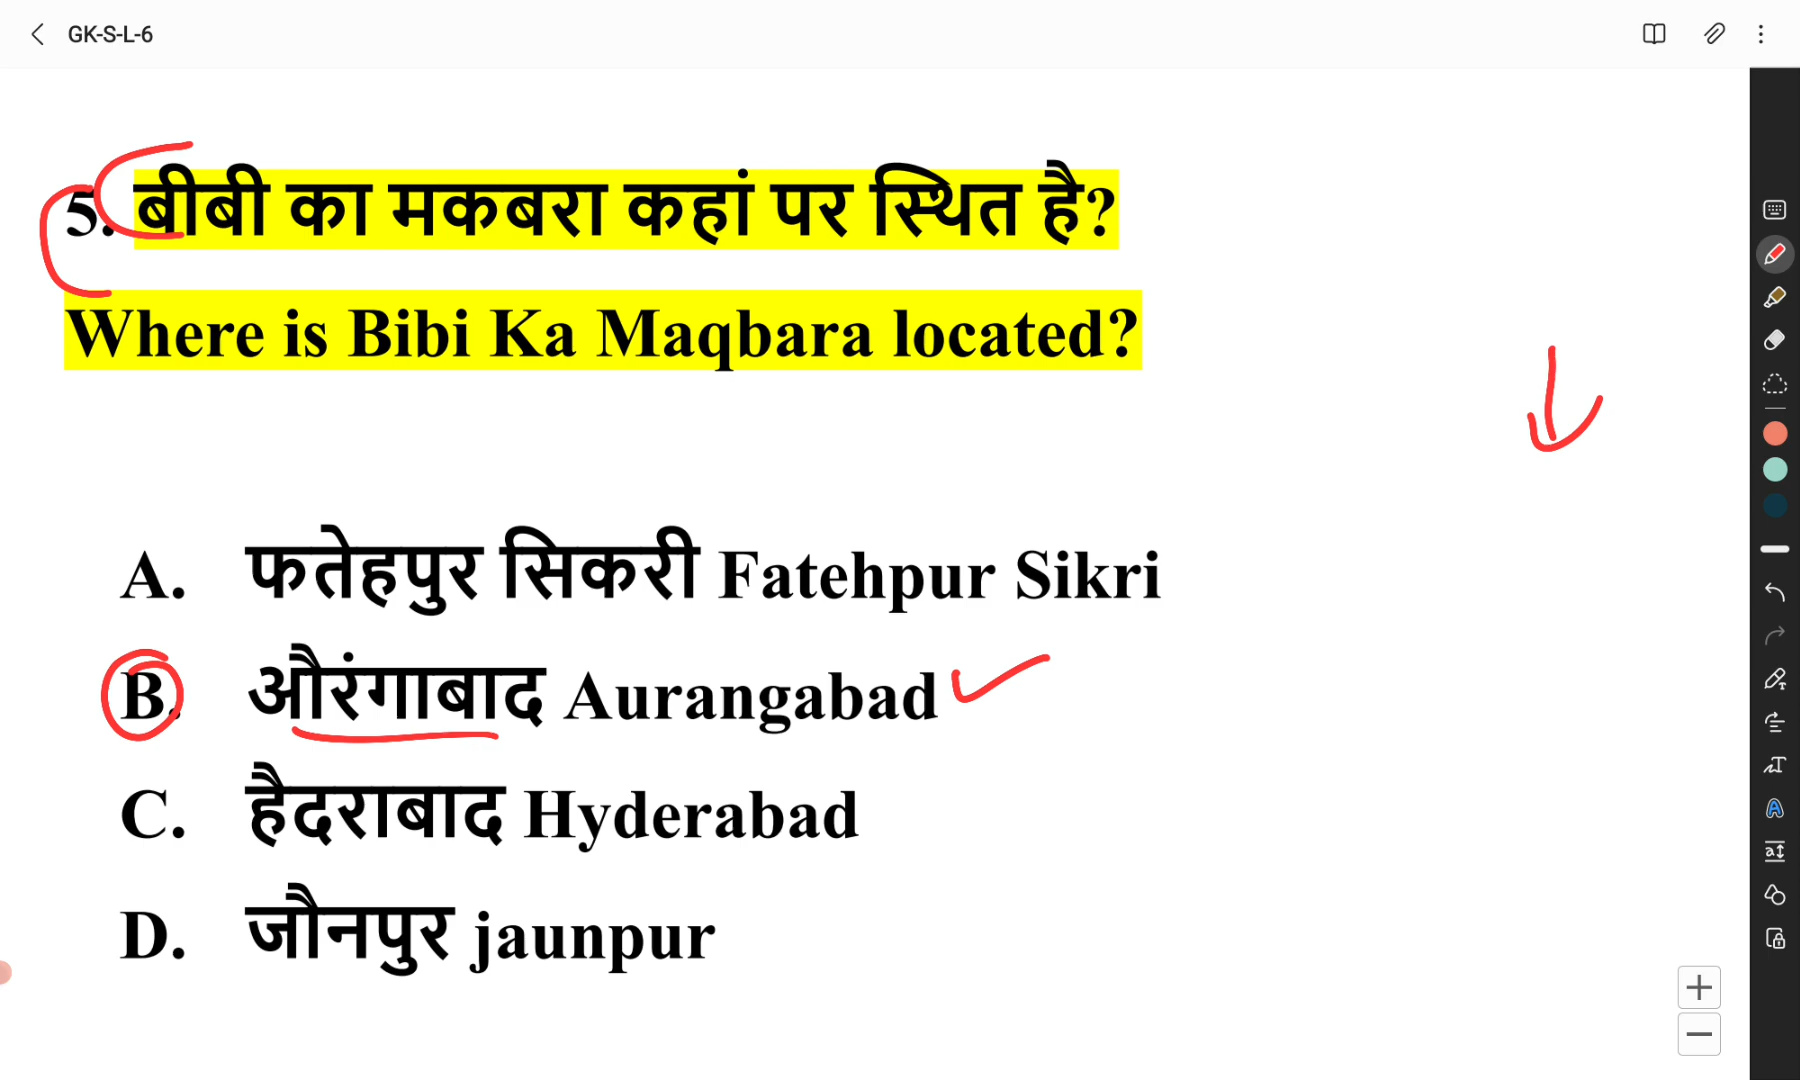 GK-S-L-6
5. बीबी का मकबरा कहां पर स्थित है?
Where is Bibi Ka Maqbara located?
A. फतेहपुर सिकरी Fatehpur Sikri
B. औरंगाबाद Aurangabad
C. हैदराबाद Hyderabad
D. जौनपुर jaunpur